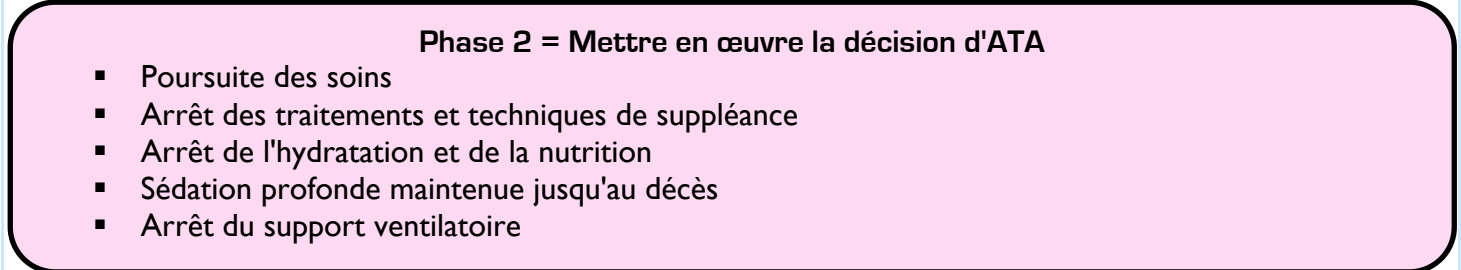 Phase 2 = Mettre en œuvre la décision d'ATA
▪ Poursuite des soins
▪ Arrêt des traitements et techniques de suppléance
▪ Arrêt de l'hydratation et de la nutrition
▪ Sédation profonde maintenue jusqu'au décès
▪ Arrêt du support ventilatoire